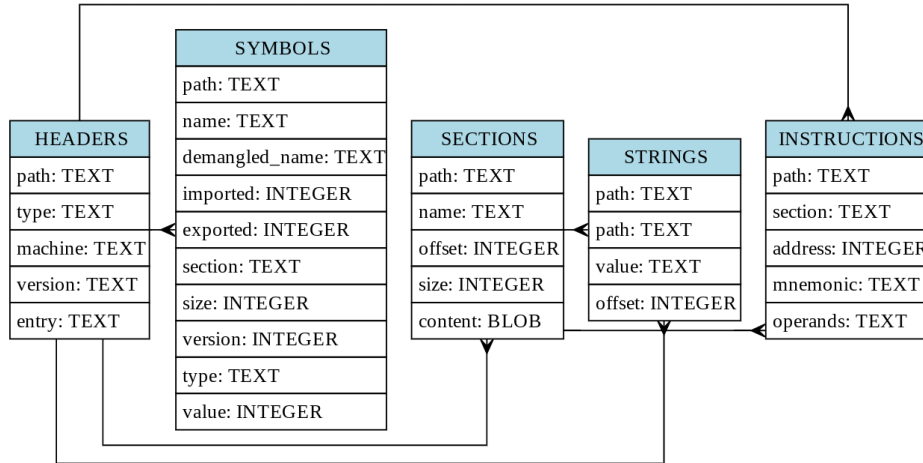 HEADERS
path: TEXT
type: TEXT
machine: TEXT
version: TEXT
entry: TEXT
SYMBOLS
path: TEXT
name: TEXT
demangled_name: TEXT
imported: INTEGER
exported: INTEGER
section: TEXT
size: INTEGER
version: INTEGER
type: TEXT
value: INTEGER
SECTIONS
path: TEXT
name: TEXT
offset: INTEGER
size: INTEGER
content: BLOB
STRINGS
path: TEXT
path: TEXT
value: TEXT
offset: INTEGER
INSTRUCTIONS
path: TEXT
section: TEXT
address: INTEGER
mnemonic: TEXT
operands: TEXT